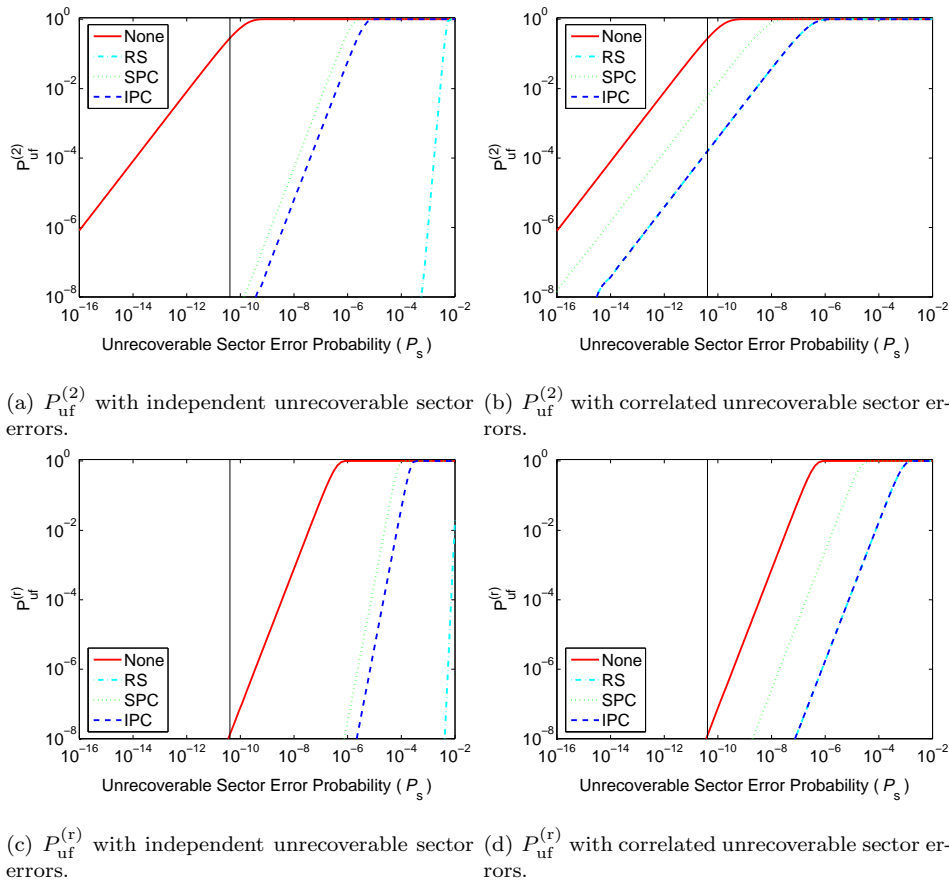 10^0
10^-2
10^-4
10^-6
10^-8
P_uf^(2)
None
RS
SPC
IPC
10^-16 10^-14 10^-12 10^-10 10^-8 10^-6 10^-4 10^-2
Unrecoverable Sector Error Probability ( P_s )
10^0
10^-2
10^-4
10^-6
10^-8
P_uf^(2)
None
RS
SPC
IPC
10^-16 10^-14 10^-12 10^-10 10^-8 10^-6 10^-4 10^-2
Unrecoverable Sector Error Probability ( P_s )
(a) P_uf^(2) with independent unrecoverable sector
errors.
(b) P_uf^(2) with correlated unrecoverable sector er-
rors.
10^0
10^-2
10^-4
10^-6
10^-8
P_uf^(r)
None
RS
SPC
IPC
10^-16 10^-14 10^-12 10^-10 10^-8 10^-6 10^-4 10^-2
Unrecoverable Sector Error Probability ( P_s )
10^0
10^-2
10^-4
10^-6
10^-8
P_uf^(r)
None
RS
SPC
IPC
10^-16 10^-14 10^-12 10^-10 10^-8 10^-6 10^-4 10^-2
Unrecoverable Sector Error Probability ( P_s )
(c) P_uf^(r) with independent unrecoverable sector
errors.
(d) P_uf^(r) with correlated unrecoverable sector er-
rors.